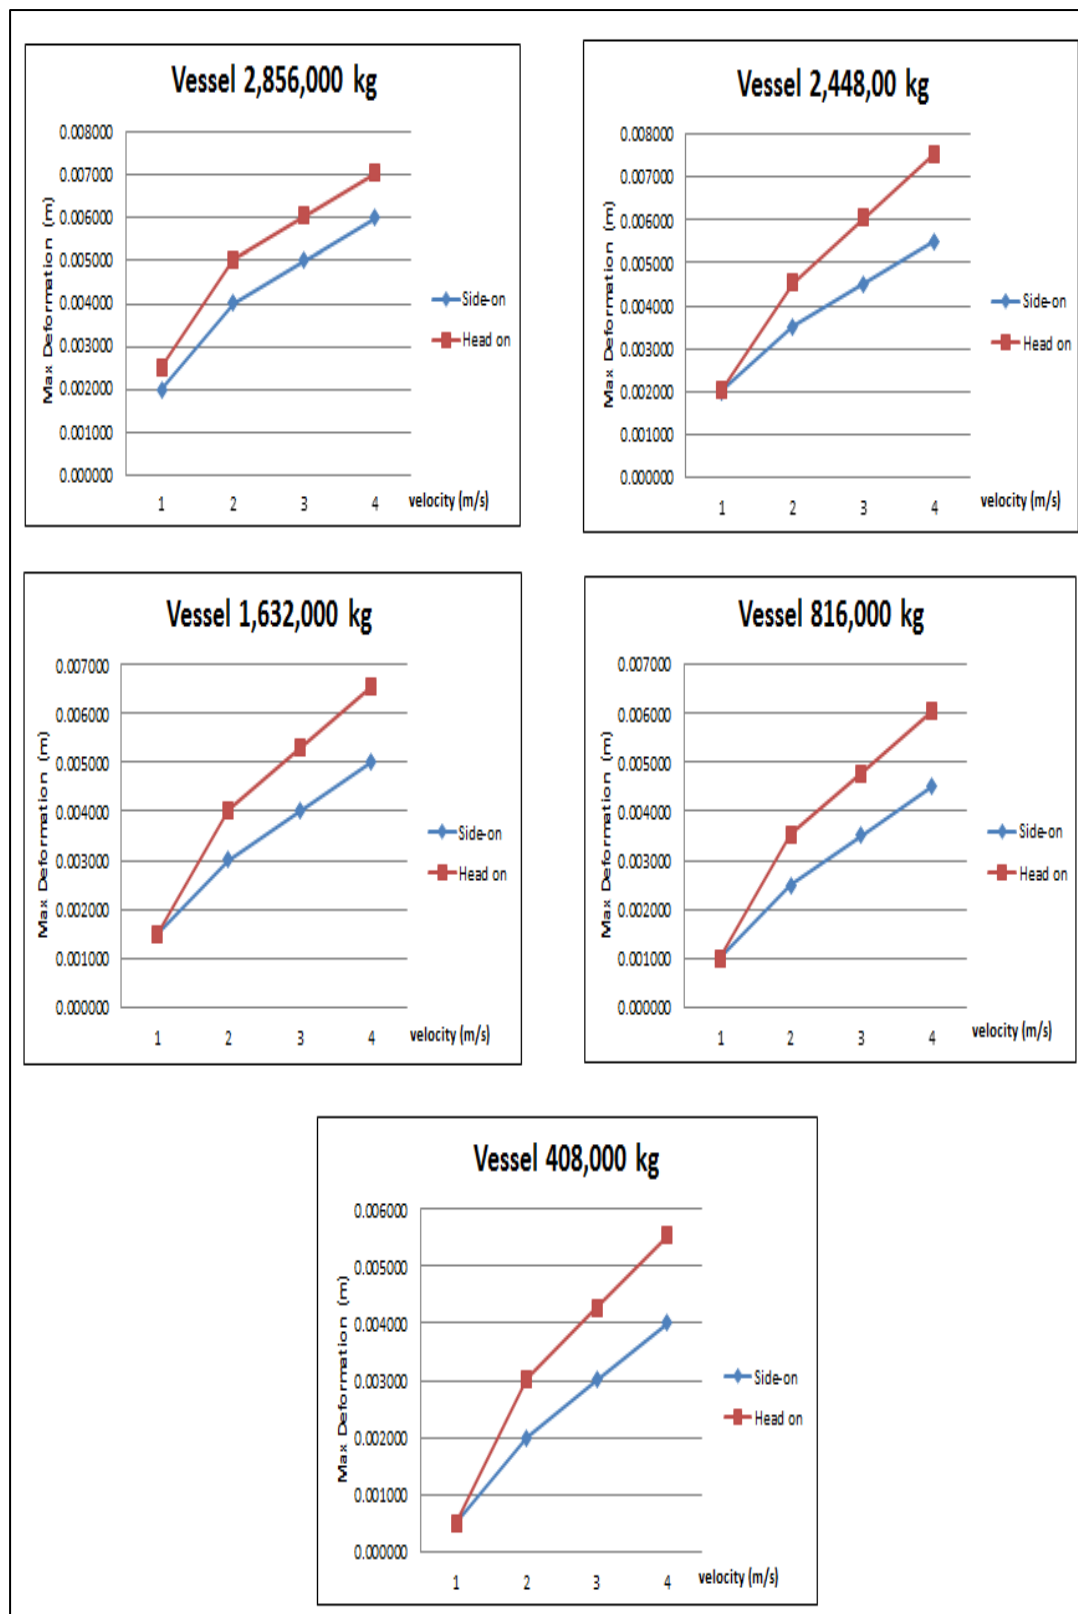 Vessel 2,856,000 kg
0.008000
0.007000
0.006000
0.005000
0.004000
0.003000
0.002000
0.001000
0.000000
Max Deformation (m)
1 2 3 4
velocity (m/s)
Side-on
Head on
Vessel 2,448,00 kg
0.008000
0.007000
0.006000
0.005000
0.004000
0.003000
0.002000
0.001000
0.000000
Max Deformation (m)
1 2 3 4
velocity (m/s)
Side-on
Head on
Vessel 1,632,000 kg
0.007000
0.006000
0.005000
0.004000
0.003000
0.002000
0.001000
0.000000
Max Deformation (m)
1 2 3 4
velocity (m/s)
Side-on
Head on
Vessel 816,000 kg
0.007000
0.006000
0.005000
0.004000
0.003000
0.002000
0.001000
0.000000
Max Deformation (m)
1 2 3 4
velocity (m/s)
Side-on
Head on
Vessel 408,000 kg
0.006000
0.005000
0.004000
0.003000
0.002000
0.001000
0.000000
Max Deformation (m)
1 2 3 4
velocity (m/s)
Side-on
Head on